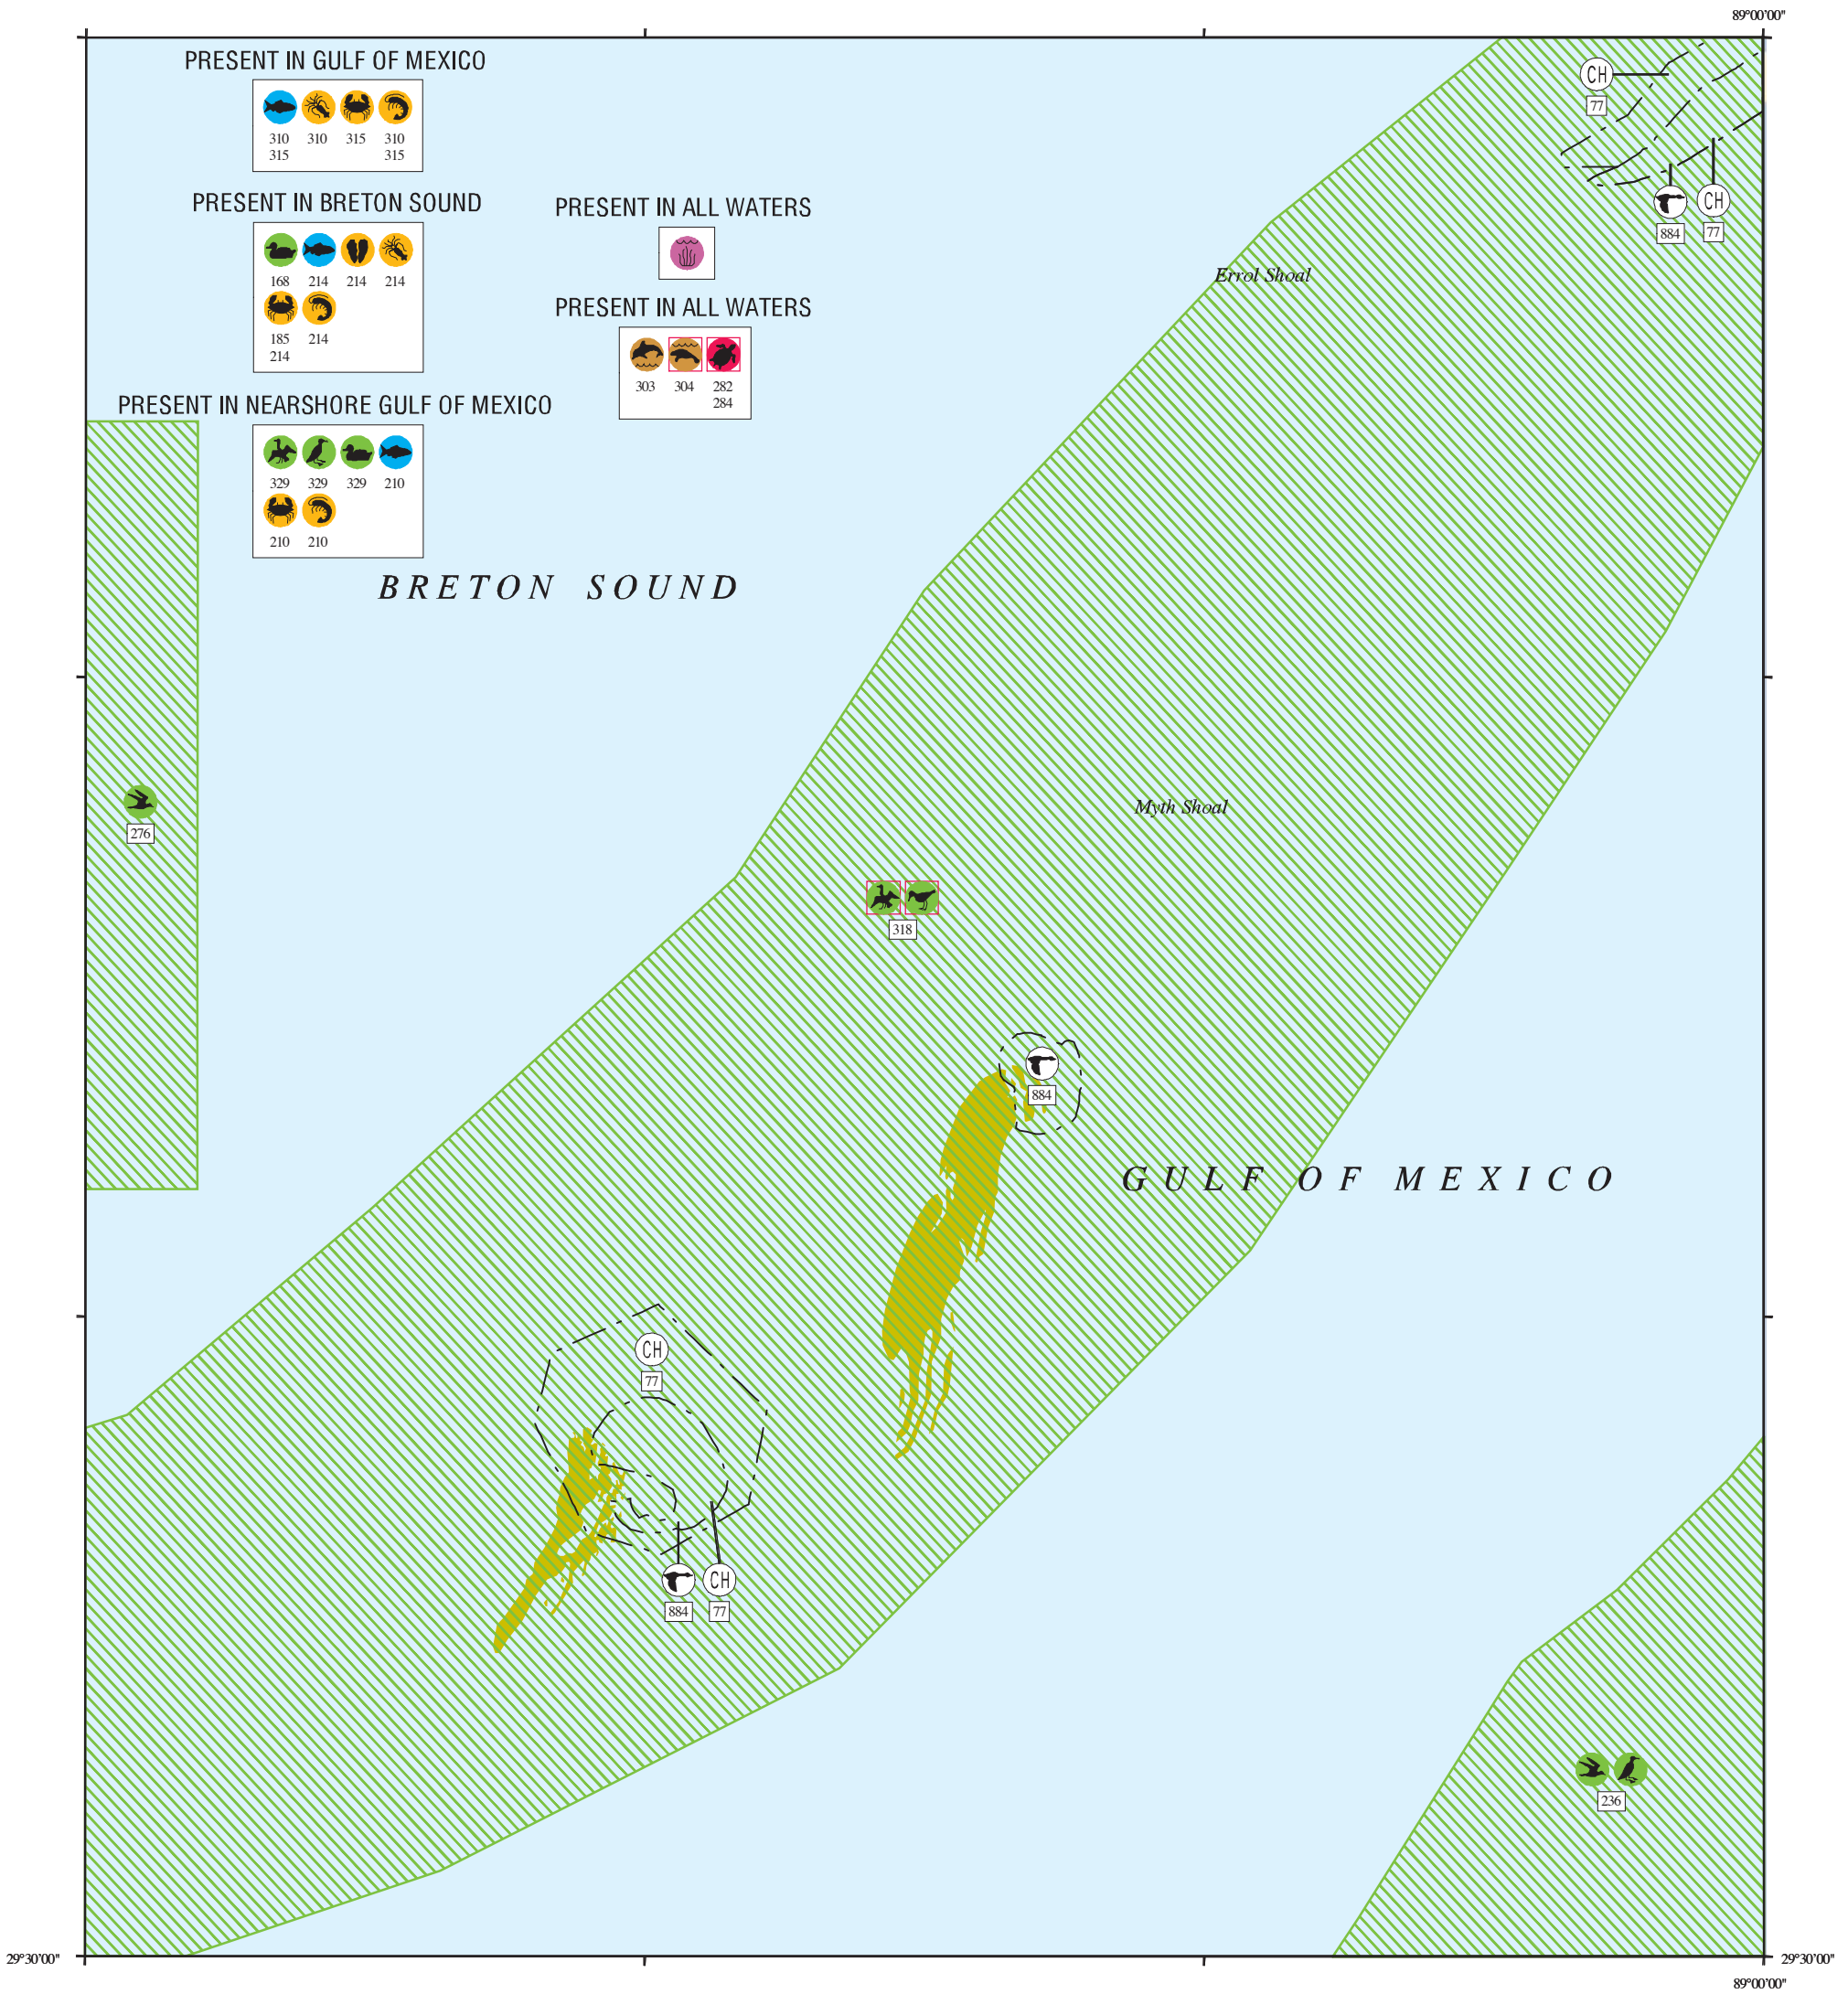 89°00'00"
PRESENT IN GULF OF MEXICO
310 310 315 310
315 315
PRESENT IN BRETON SOUND
168 214 214 214
185 214
214
PRESENT IN ALL WATERS
PRESENT IN ALL WATERS
303 304 282
284
PRESENT IN NEARSHORE GULF OF MEXICO
329 329 329 210
210 210
CH
77
884
CH
77
Errol Shoal
BRETON SOUND
276
Myth Shoal
318
884
GULF OF MEXICO
CH
77
CH
884 77
236
29°30'00"
29°30'00"
89°00'00"